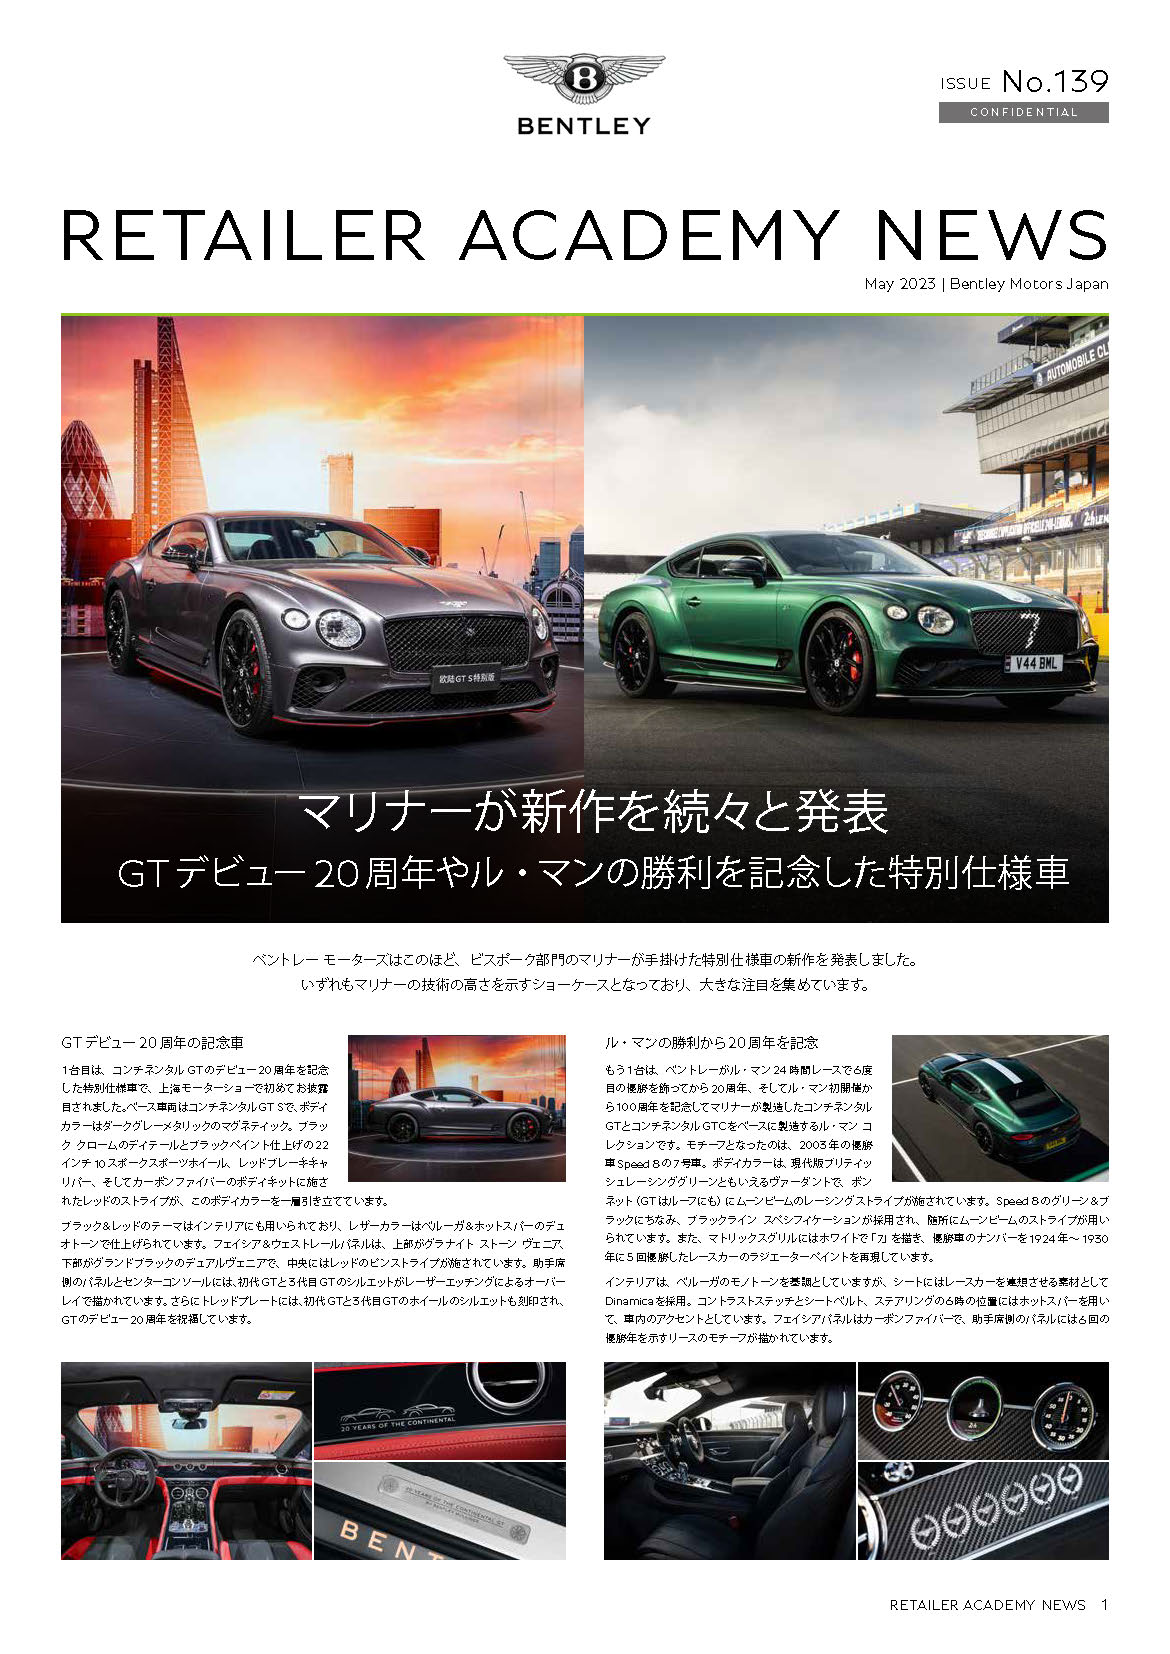 BENTLEY
ISSUE No.139
CONFIDENTIAL
RETAILER ACADEMY NEWS
May 2023 | Bentley Motors Japan
AUTOMOBILE CL
欧陆GT S特别版
V44 BML
マリナーが新作を続々と発表
GTデビュー20周年やル・マンの勝利を記念した特別仕様車
ベントレー モーターズはこのほど、ビスポーク部門のマリナーが手掛けた特別仕様車の新作を発表しました。
いずれもマリナーの技術の高さを示すショーケースとなっており、大きな注目を集めています。
GTデビュー20周年の記念車
1台目は、コンチネンタルGTのデビュー20周年を記念
した特別仕様車で、上海モーターショーで初めてお披露
目されました。ベース車両はコンチネンタルGT Sで、ボディ
カラーはダークグレーメタリックのマグネティック。ブラッ
ク クロームのディテールとブラックペイント仕上げの22
インチ10スポークスポーツホイール、レッドブレーキキャ
リパー、そしてカーボンファイバーのボディキットに施さ
れたレッドのストライプが、このボディカラーを一層引き立てています。
ブラック&レッドのテーマはインテリアにも用いられており、レザーカラーはベルーガ&ホットスパーのデュ
オトーンで仕上げられています。フェイシア&ウェストレールパネルは、上部がグラナイト ストーン ヴェニア、
下部がグランドブラックのデュアルヴェニアで、中央にはレッドのピンストライプが施されています。助手席
側のパネルとセンターコンソールには、初代GTと3代目GTのシルエットがレーザーエッチングによるオーバー
レイで描かれています。さらにトレッドプレートには、初代GTと3代目GTのホイールのシルエットも刻印され、
GTのデビュー20周年を祝福しています。
20 YEARS OF THE CONTINENTAL
20 YEARS OF THE CONTINENTAL GT
BENT
ル・マンの勝利から20周年を記念
もう1台は、ベントレーがル・マン24時間レースで6度
目の優勝を飾ってから20周年、そしてル・マン初開催か
ら100周年を記念してマリナーが製造したコンチネンタル
GTとコンチネンタルGTCをベースに製造するル・マン コ
レクションです。モチーフとなったのは、2003年の優勝
車Speed 8の7号車。ボディカラーは、現代版ブリティッ
シュレーシンググリーンともいえるヴァーダントで、ボン
ネット（GTはルーフにも）にムーンビームのレーシングストライプが施されています。Speed 8のグリーン&ブ
ラックにちなみ、ブラックライン スペシフィケーションが採用され、随所にムーンビームのストライプが用い
られています。また、マトリックスグリルにはホワイトで「7」を描き、優勝車のナンバーを1924年～1930
年に5回優勝したレースカーのラジエーターペイントを再現しています。
インテリアは、ベルーガのモノトーンを基調としていますが、シートにはレースカーを連想させる素材として
Dinamicaを採用。コントラストステッチとシートベルト、ステアリングの6時の位置にはホットスパーを用い
て、車内のアクセントとしています。フェイシアパネルはカーボンファイバーで、助手席側のパネルには6回の
優勝年を示すリースのモチーフが描かれています。
RETAILER ACADEMY NEWS 1